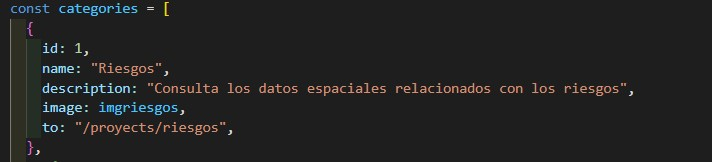 const categories = [
{
id: 1,
name: "Riesgos",
description: "Consulta los datos espaciales relacionados con los riesgos",
image: imgriesgos,
to: "/proyects/riesgos",
},